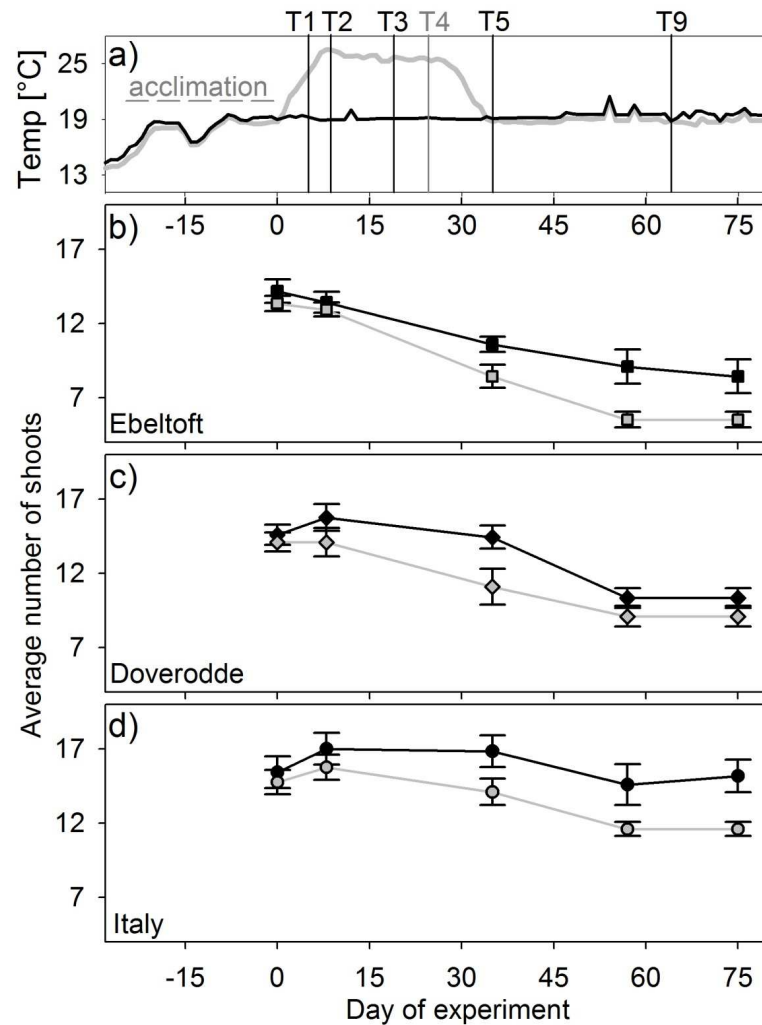 T1 T2 T3 T4 T5 T9
a)
25
acclimation
19
13
Temp [°C]
-15 0 15 30 45 60 75
b)
17
12
7
Ebeltoft
c)
17
12
7
Doverodde
d)
17
12
7
Italy
Average number of shoots
-15 0 15 30 45 60 75
Day of experiment